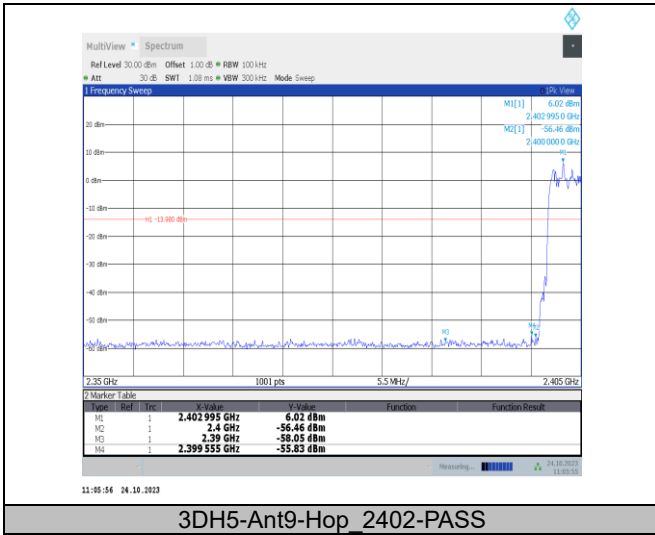 MultiView Spectrum
Ref Level 30.00 dBm Offset 1.00 dB RBW 100 kHz
Att 30 dB SWT 1.08 ms VBW 300 kHz Mode Sweep
1 Frequency Sweep 1Pk View
M1[1] 6.02 dBm
2.402 995 0 GHz
M2[1] -56.46 dBm
2.400 000 0 GHz
M1
20 dBm
10 dBm
0 dBm
-10 dBm
H1 -13.980 dBm
-20 dBm
-30 dBm
-40 dBm
-50 dBm
M3
-60 dBm
2.35 GHz 1001 pts 5.5 MHz/ 2.405 GHz
2 Marker Table
Type Ref Trc X-Value Y-Value Function Function Result
M1 1 2.402 995 GHz 6.02 dBm
M2 1 2.4 GHz -56.46 dBm
M3 1 2.39 GHz -58.05 dBm
M4 1 2.399 555 GHz -55.83 dBm
Measuring... 24.10.2023
11:05:55
11:05:56 24.10.2023
3DH5-Ant9-Hop_2402-PASS